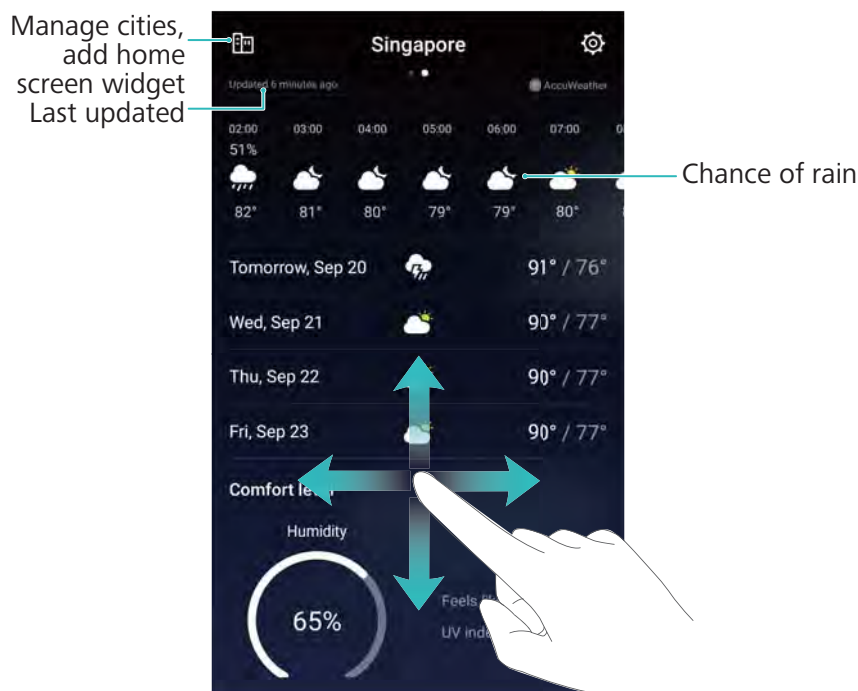 Manage cities,
add home
screen widget
Last updated
Singapore
Updated 6 minutes ago
AccuWeather
02:00 03:00 04:00 05:00 06:00 07:00
51%
82° 81° 80° 79° 79° 80°
Chance of rain
Tomorrow, Sep 20 91° / 76°
Wed, Sep 21 90° / 77°
Thu, Sep 22 90° / 77°
Fri, Sep 23 90° / 77°
Comfort level
Humidity
65%
Feels
UV